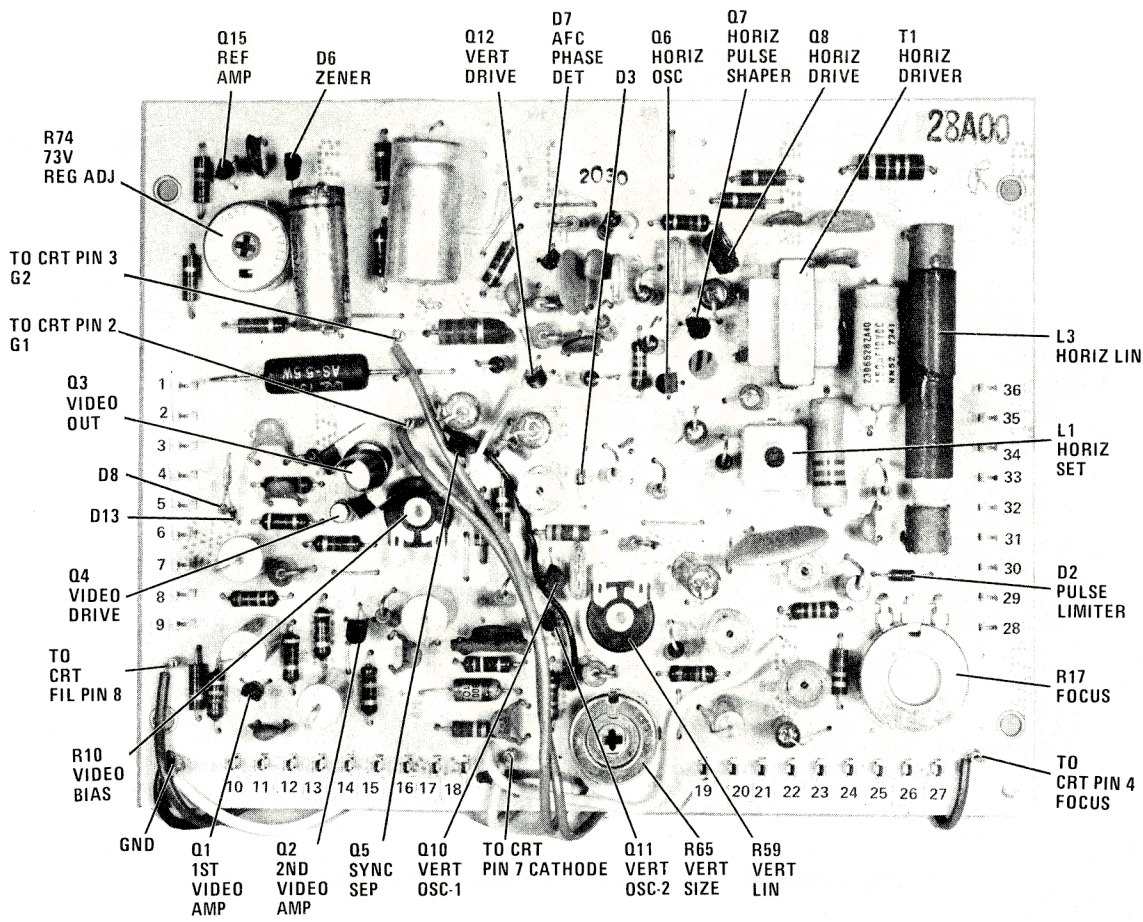 Q15
REF
AMP
D6
ZENER
Q12
VERT
DRIVE
D7
AFC
PHASE
DET
D3
Q6
HORIZ
OSC
Q7
HORIZ
PULSE
SHAPER
Q8
HORIZ
DRIVE
T1
HORIZ
DRIVER
28A00
R74
73V
REG ADJ
2030
TO CRT PIN 3
G2
TO CRT PIN 2
G1
L3
HORIZ LIN
AS-5 5W
Q3
VIDEO
OUT
1
2
3
4
5
6
7
8
9
36
35
34
33
32
31
30
29
28
L1
HORIZ
SET
D8
D13
Q4
VIDEO
DRIVE
D2
PULSE
LIMITER
TO
CRT
FIL PIN 8
R17
FOCUS
R10
VIDEO
BIAS
TO
CRT PIN 4
FOCUS
10 11 12 13 14 15 16 17 18
19 20 21 22 23 24 25 26 27
GND
Q1
1ST
VIDEO
AMP
Q2
2ND
VIDEO
AMP
Q5
SYNC
SEP
Q10
VERT
OSC-1
TO CRT
PIN 7 CATHODE
Q11
VERT
OSC-2
R65
VERT
SIZE
R59
VERT
LIN